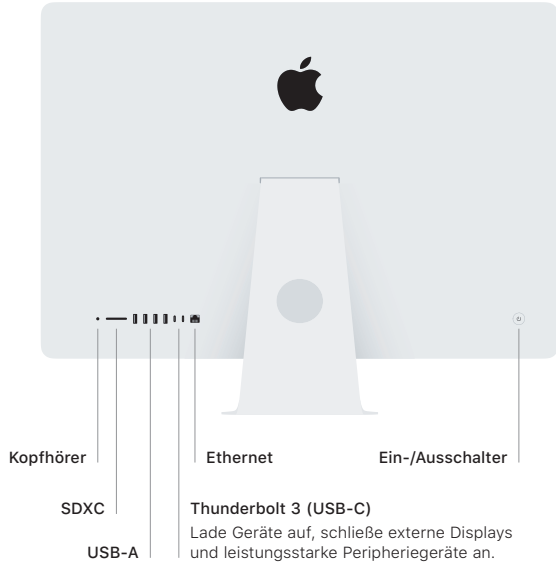 Kopfhörer
Ethernet
Ein-/Ausschalter
SDXC
Thunderbolt 3 (USB-C)
Lade Geräte auf, schließe externe Displays
USB-A
und leistungsstarke Peripheriegeräte an.